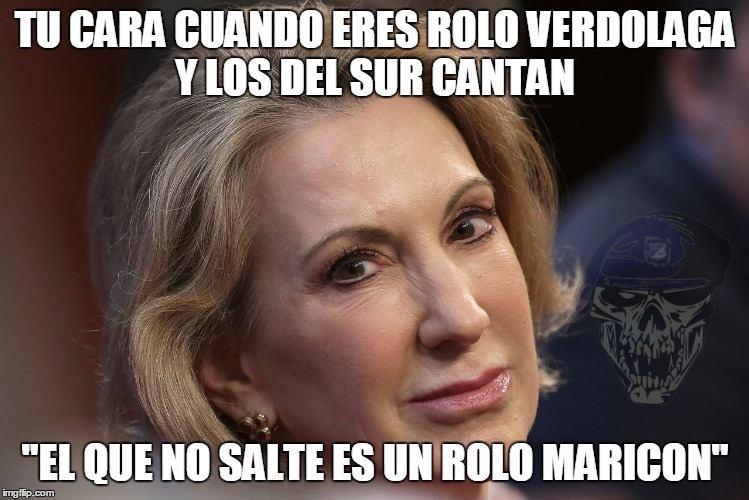 TU CARA CUANDO ERES ROLO VERDOLAGA
Y LOS DEL SUR CANTAN
"EL QUE NO SALTE ES UN ROLO MARICON"
imgflip.com